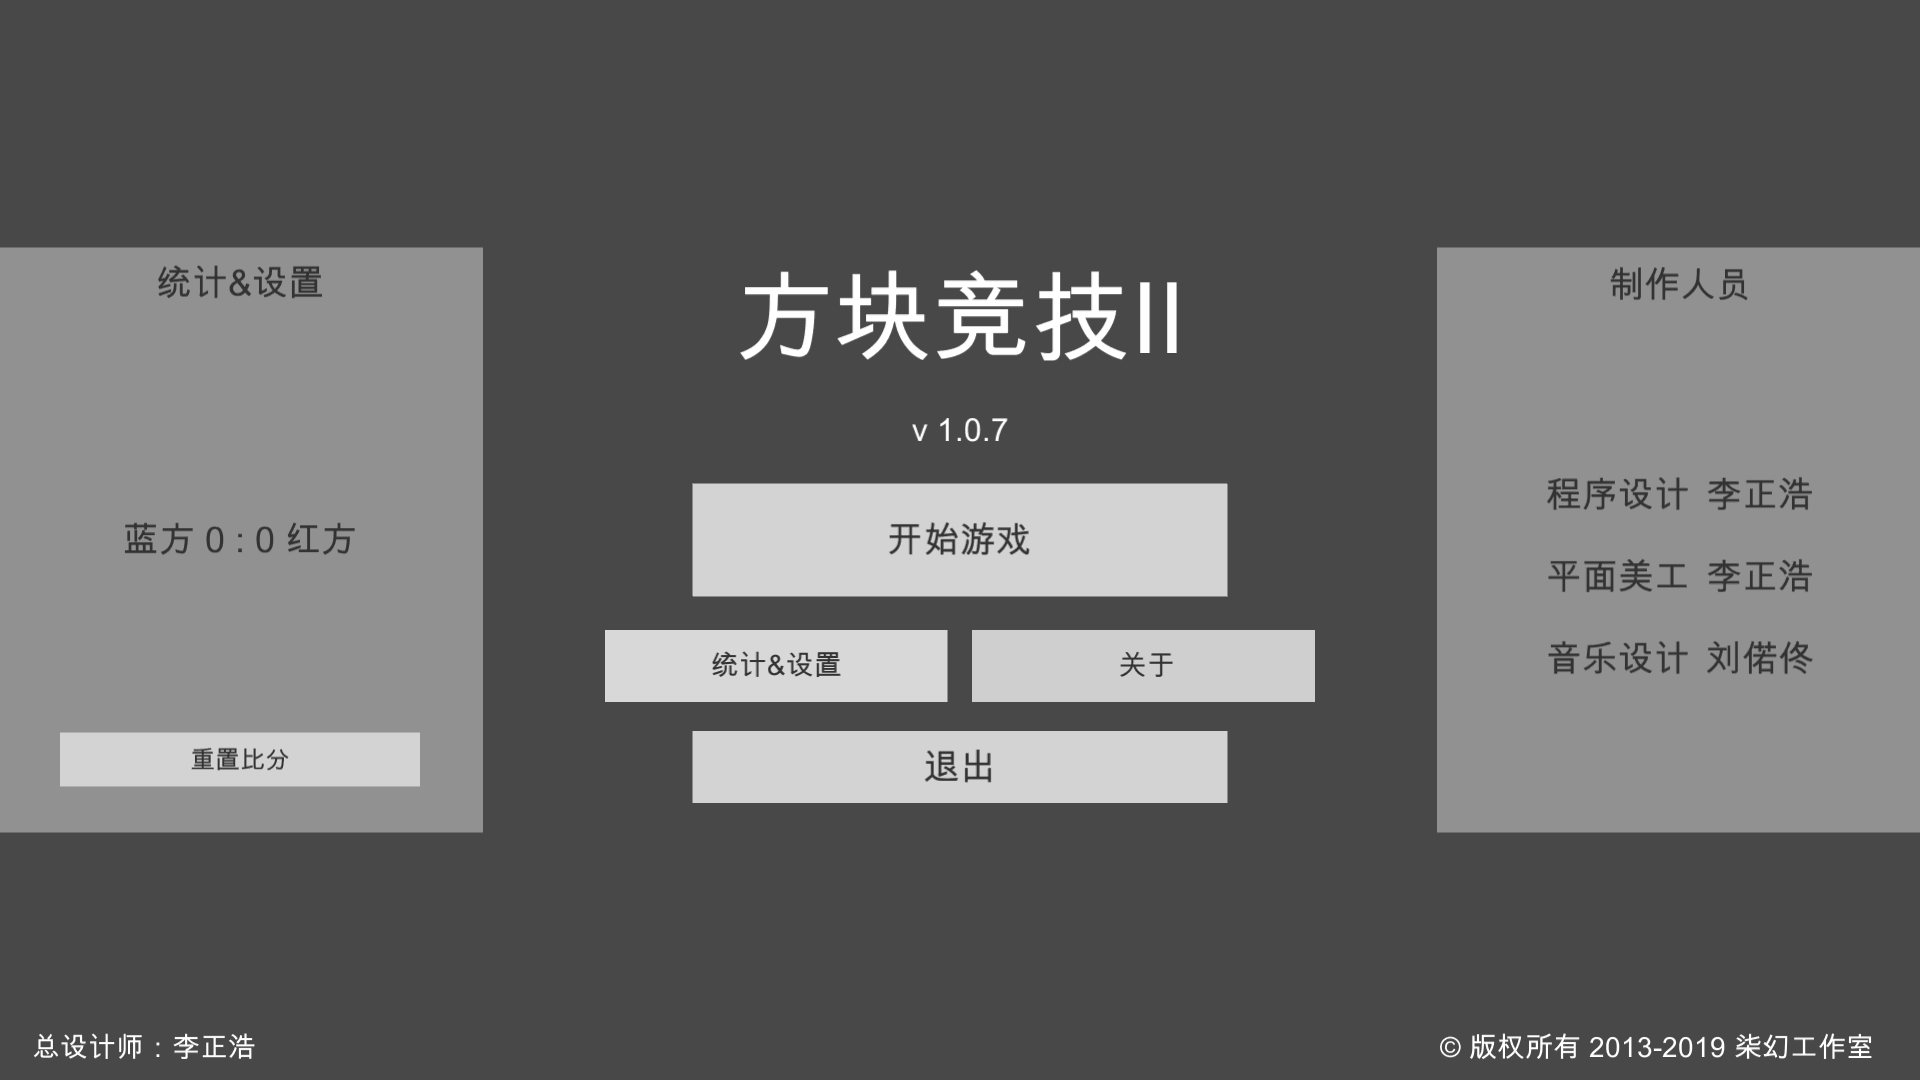 统计&设置
蓝方 0 : 0 红方
重置比分
方块竞技II
v 1.0.7
开始游戏
统计&设置
关于
退出
制作人员
程序设计 李正浩
平面美工 李正浩
音乐设计 刘偌佟
总设计师：李正浩
© 版权所有 2013-2019 柒幻工作室